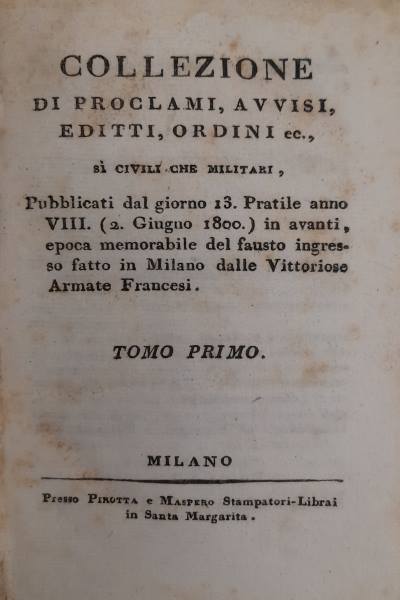 COLLEZIONE
DI PROCLAMI, AVVISI,
EDITTI, ORDINI ec.,
SÌ CIVILI CHE MILITARI,
Pubblicati dal giorno 13. Pratile anno
VIII. (2. Giugno 1800.) in avanti,
epoca memorabile del fausto ingres-
so fatto in Milano dalle Vittoriose
Armate Francesi.
TOMO PRIMO.
MILANO
Presso PIROTTA e MASPERO Stampatori-Librai
in Santa Margarita.